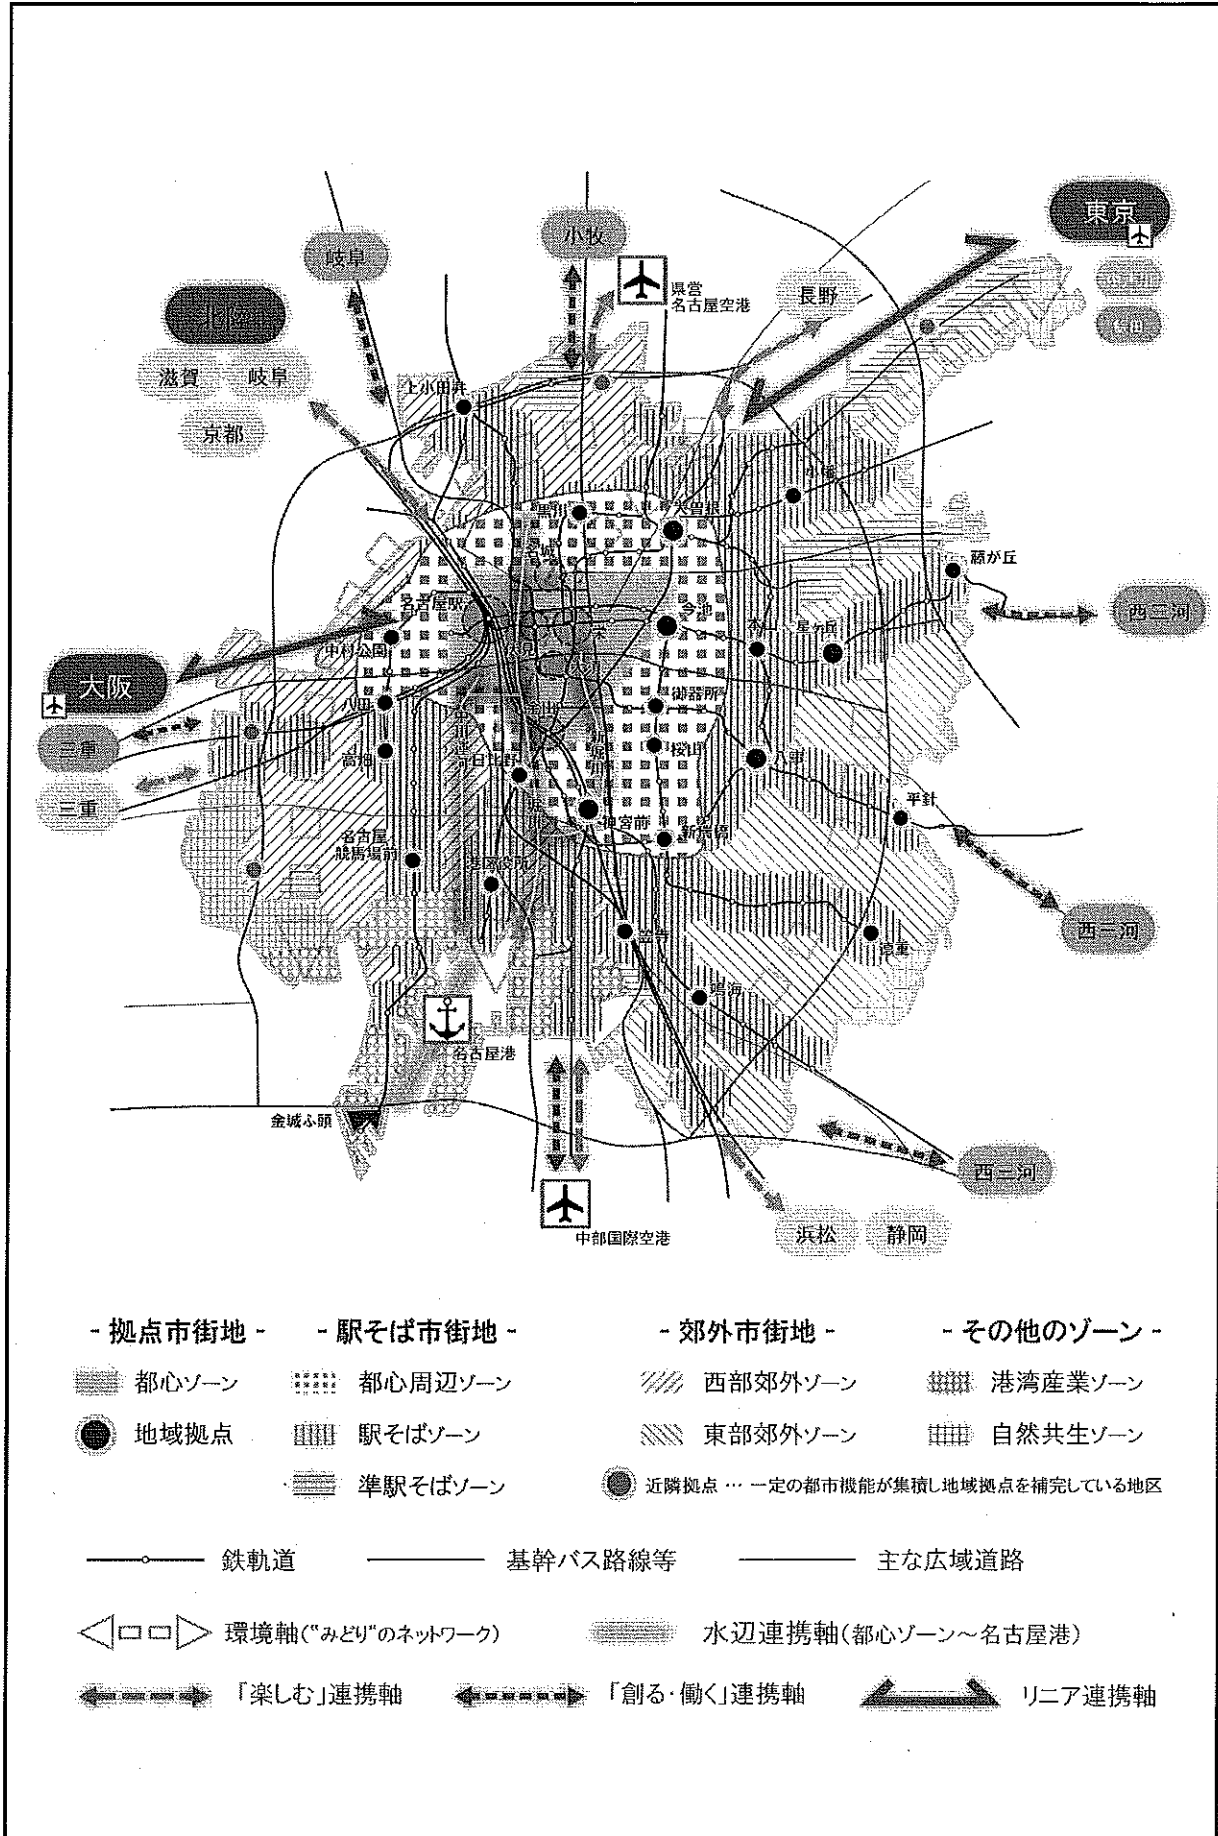 東京
小牧
岐阜
県営
名古屋空港
長野
滋賀
岐阜
京都
上小田井
黒川
大曽根
名城
藤が丘
名古屋駅
今池
本山
星ヶ丘
西三河
中村公園
伏見
栄
大阪
八田
御器所
三重
高畑
日比野
桜山
八事
三重
平針
神宮前
新瑞橋
名古屋
競馬場前
港区役所
西三河
笠寺
徳重
鳴海
名古屋港
金城ふ頭
西三河
中部国際空港
浜松
静岡
- 拠点市街地 -
- 駅そば市街地 -
- 郊外市街地 -
- その他のゾーン -
都心ゾーン
都心周辺ゾーン
西部郊外ゾーン
港湾産業ゾーン
地域拠点
駅そばゾーン
東部郊外ゾーン
自然共生ゾーン
準駅そばゾーン
近隣拠点 … 一定の都市機能が集積し地域拠点を補完している地区
鉄軌道
基幹バス路線等
主な広域道路
環境軸("みどり"のネットワーク)
水辺連携軸(都心ゾーン～名古屋港)
「楽しむ」連携軸
「創る・働く」連携軸
リニア連携軸